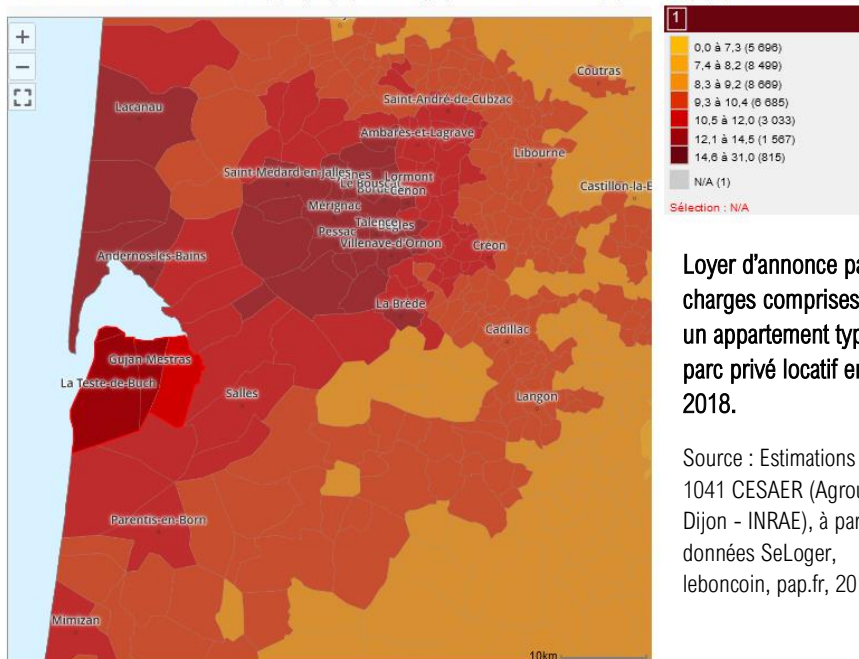 +
−
Lacanau
Coutras
Saint-André-de-Cubzac
Ambarès-et-Lagrave
Libourne
Saint-Médard-en-Jalles
Lormont
Le Bouscat
Cenon
Castillon-la-B
Mérignac
Talence
Pessac
Villenave-d'Ornon
Créon
Andernos-les-Bains
La Brède
Cadillac
Gujan-Mestras
La Teste-de-Buch
Salles
Langon
Parentis-en-Born
Mimizan
10km
1
0,0 à 7,3 (5 696)
7,4 à 8,2 (8 499)
8,3 à 9,2 (8 669)
9,3 à 10,4 (6 685)
10,5 à 12,0 (3 033)
12,1 à 14,5 (1 567)
14,6 à 31,0 (815)
N/A (1)
Sélection : N/A
Loyer d'annonce pa
charges comprises
un appartement typ
parc privé locatif en
2018.
Source : Estimations
1041 CESAER (Agrou
Dijon - INRAE), à par
données SeLoger,
leboncoin, pap.fr, 20